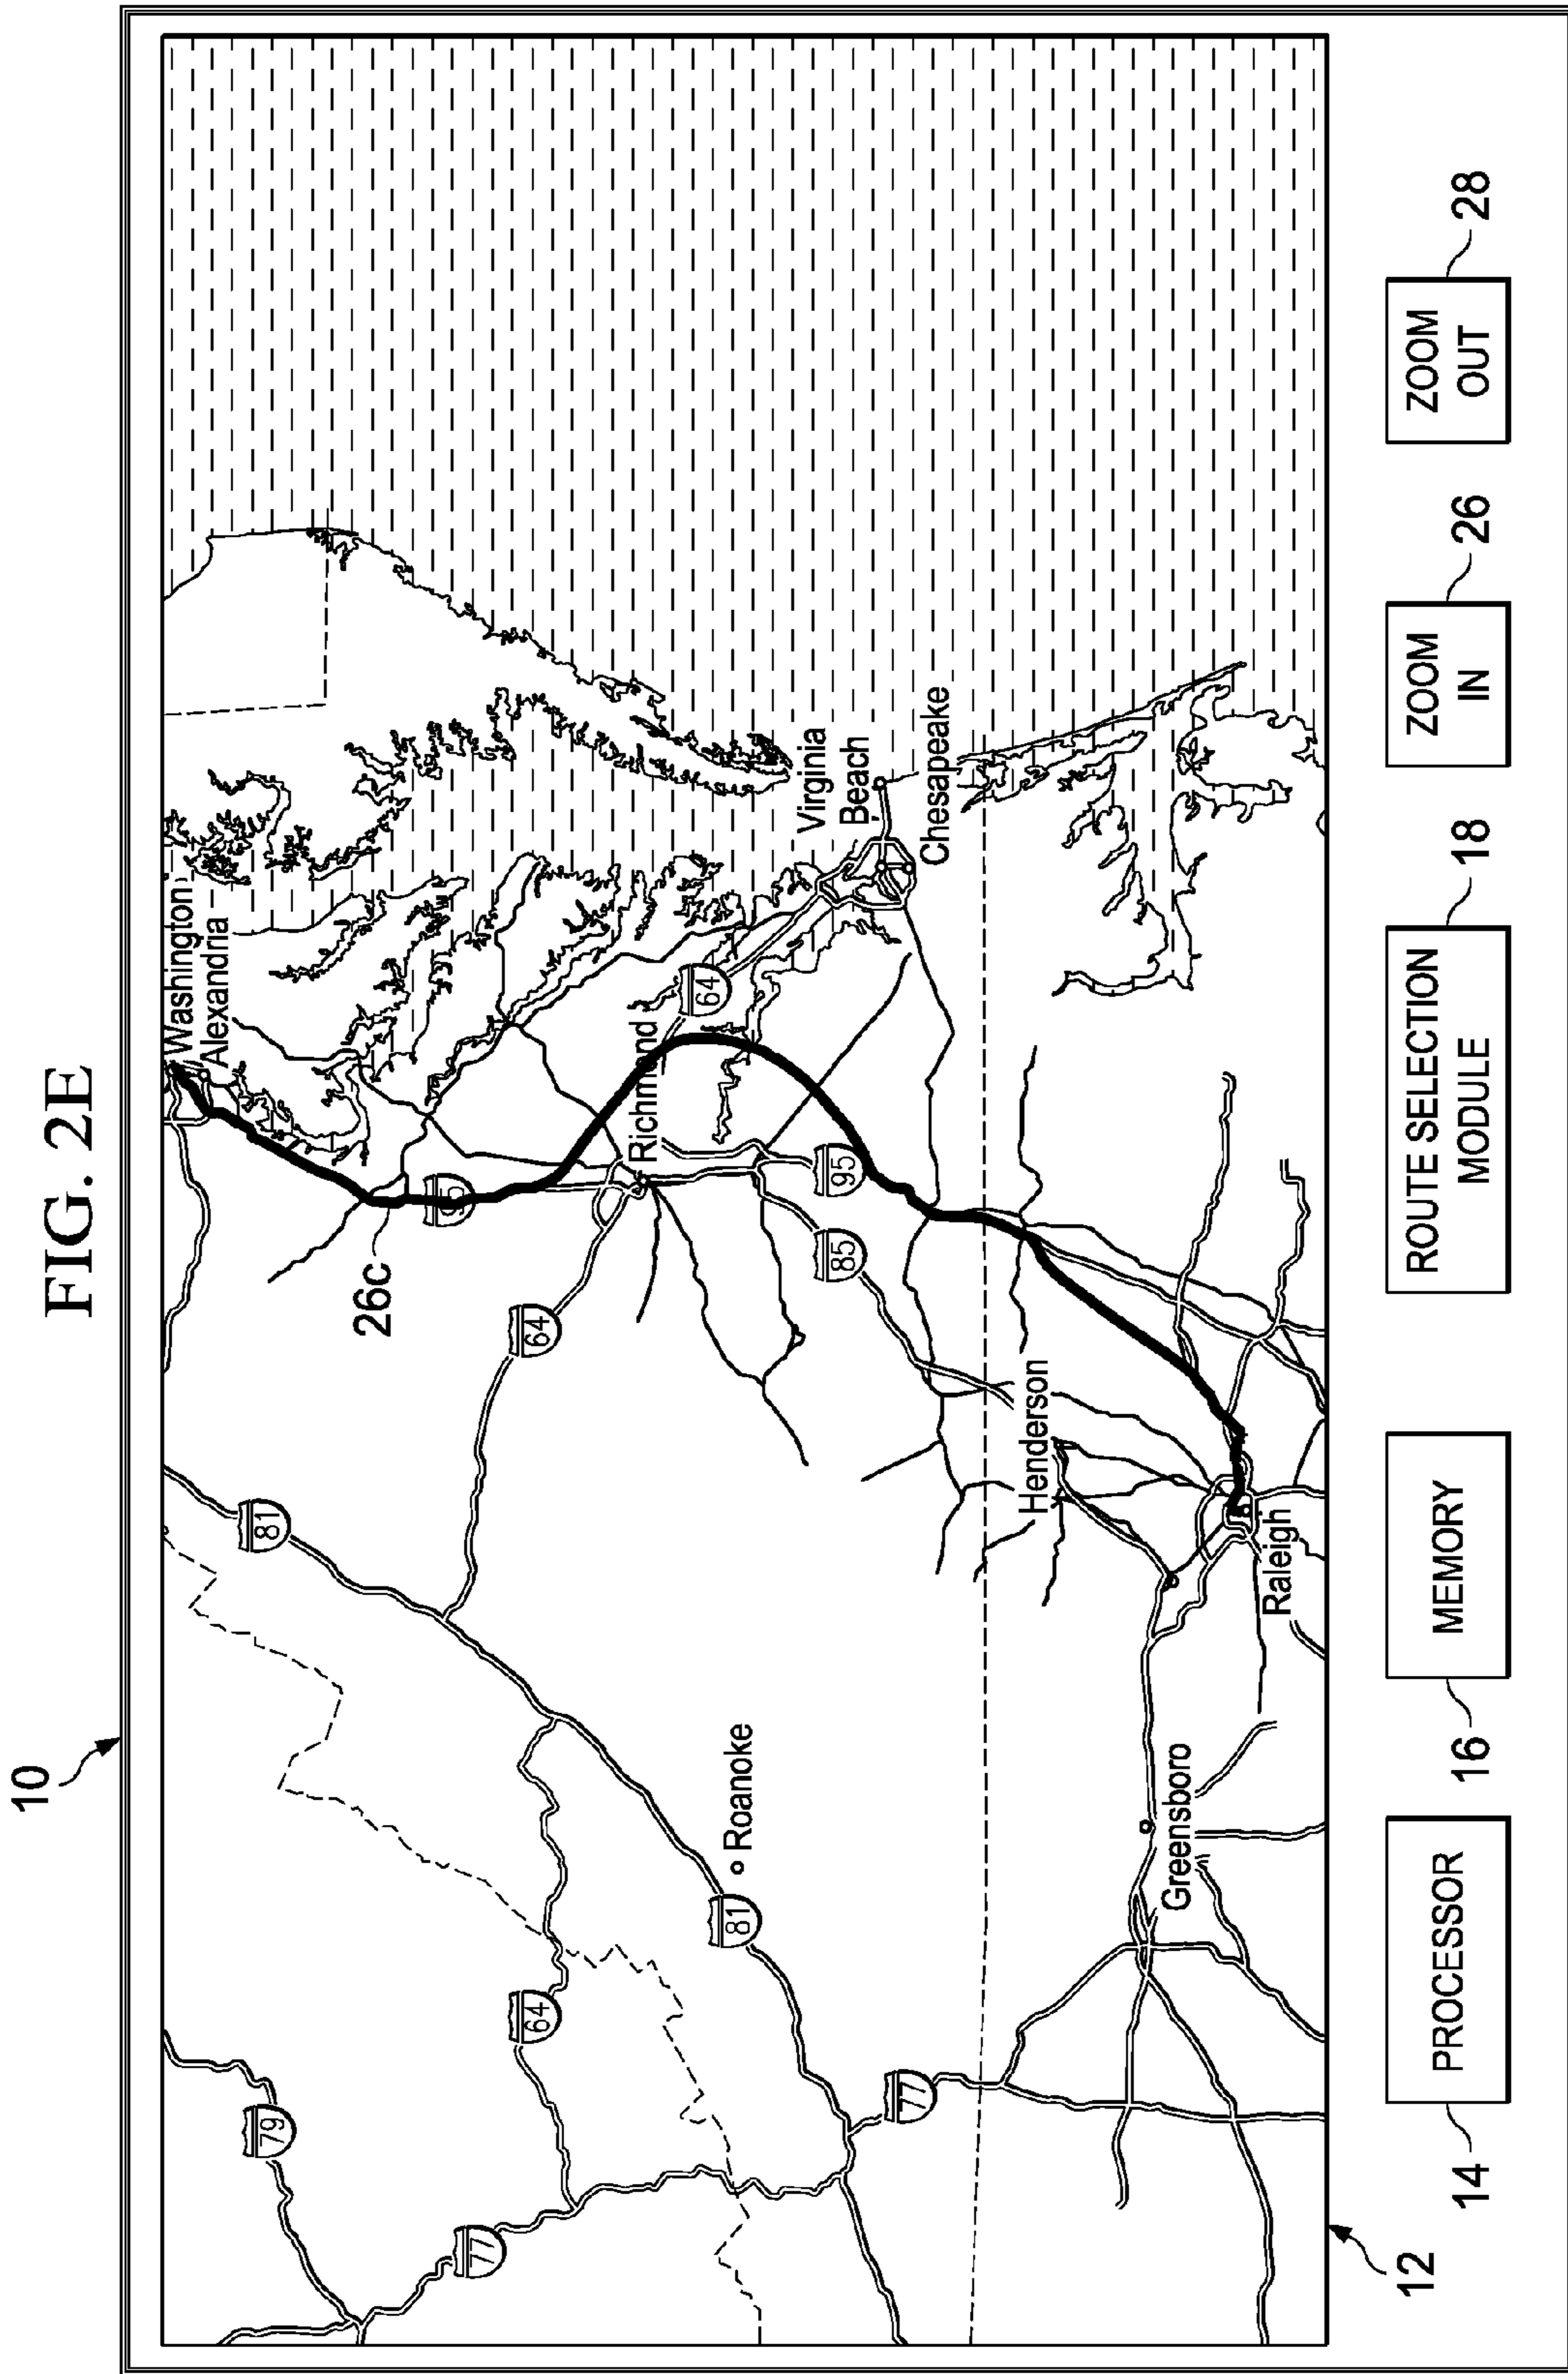 FIG. 2E
10
Washington
Alexandria
81
79
26c
95
64
64
77
Richmond
64
Roanoke
81
95
85
Virginia
Beach
Chesapeake
77
Henderson
Greensboro
Raleigh
12
PROCESSOR
14
MEMORY
16
ROUTE SELECTION
MODULE
18
ZOOM
IN
26
ZOOM
OUT
28